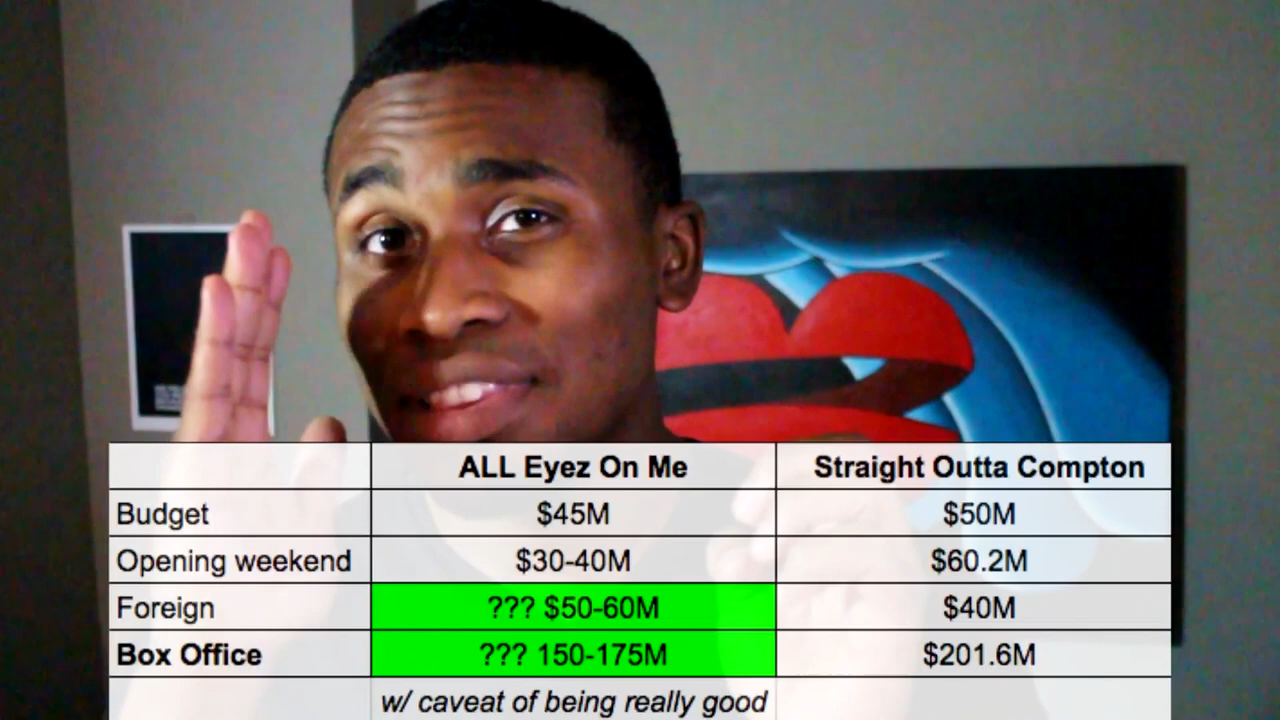 ALL Eyez On Me Straight Outta Compton
Budget $45M $50M
Opening weekend $30-40M $60.2M
Foreign ??? $50-60M $40M
Box Office ??? 150-175M $201.6M
w/ caveat of being really good